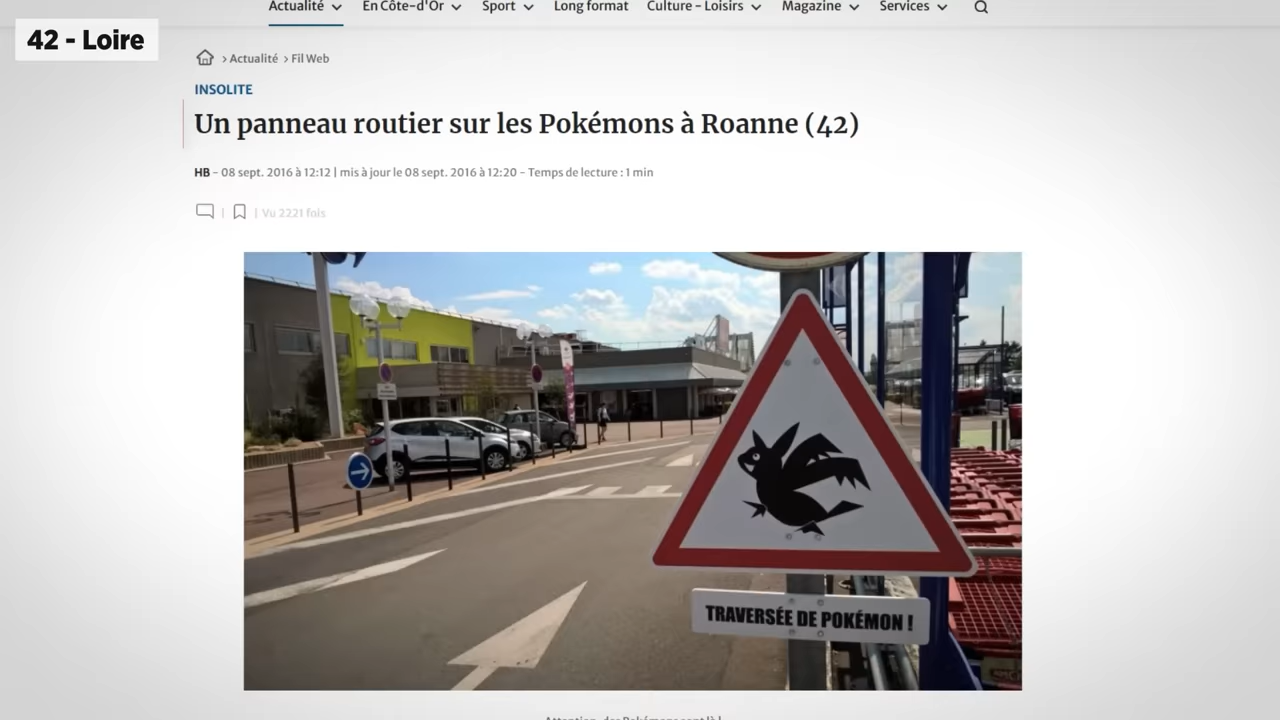 Actualité En Côte-d'Or Sport Long format Culture - Loisirs Magazine Services
42 - Loire
> Actualité > Fil Web
INSOLITE
Un panneau routier sur les Pokémons à Roanne (42)
HB - 08 sept. 2016 à 12:12 | mis à jour le 08 sept. 2016 à 12:20 - Temps de lecture : 1 min
| | Vu 2221 fois
TRAVERSÉE DE POKÉMON !